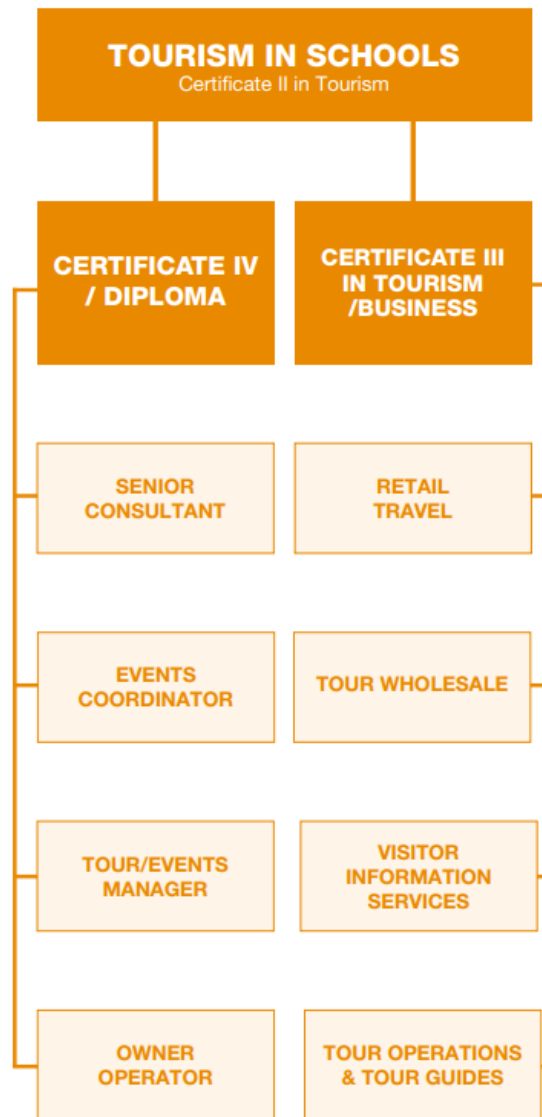 TOURISM IN SCHOOLS
Certificate II in Tourism
CERTIFICATE IV
/ DIPLOMA
CERTIFICATE III
IN TOURISM
/BUSINESS
SENIOR
CONSULTANT
RETAIL
TRAVEL
EVENTS
COORDINATOR
TOUR WHOLESALE
TOUR/EVENTS
MANAGER
VISITOR
INFORMATION
SERVICES
OWNER
OPERATOR
TOUR OPERATIONS
& TOUR GUIDES